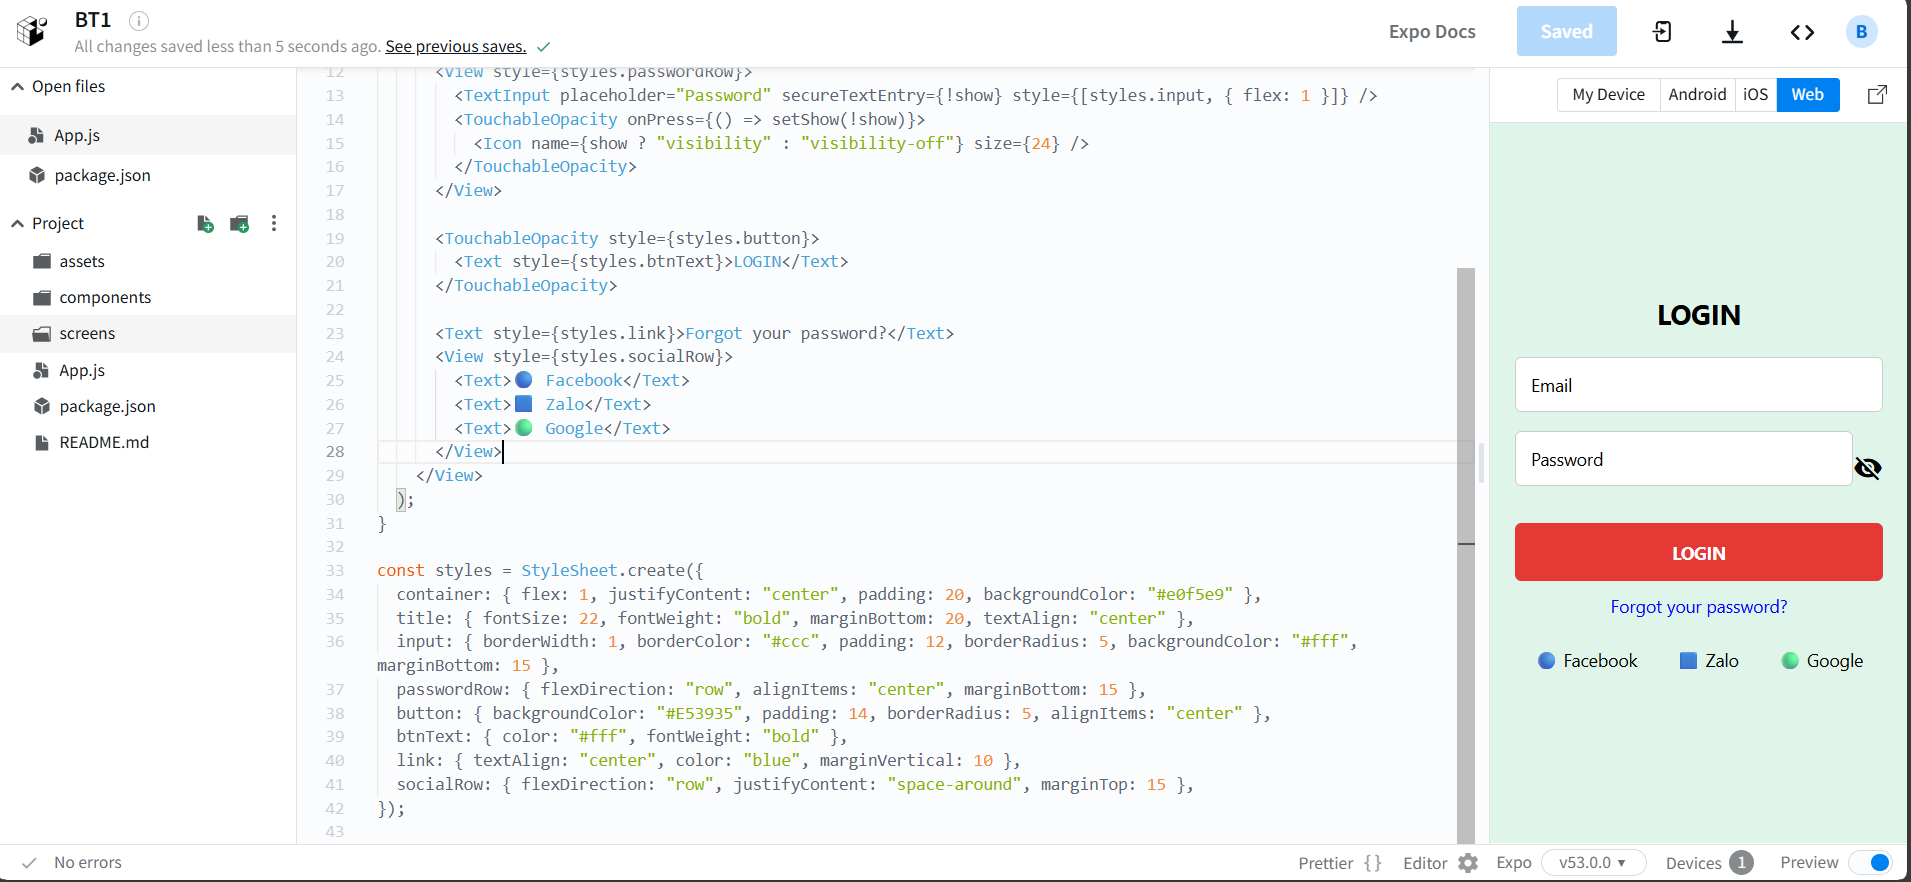 BT1
All changes saved less than 5 seconds ago. See previous saves.
Expo Docs
Saved
B
Open files
App.js
package.json
Project
assets
components
screens
App.js
package.json
README.md
12 <View style={styles.passwordRow}>
13 <TextInput placeholder="Password" secureTextEntry={!show} style={[styles.input, { flex: 1 }]} />
14 <TouchableOpacity onPress={() => setShow(!show)}>
15 <Icon name={show ? "visibility" : "visibility-off"} size={24} />
16 </TouchableOpacity>
17 </View>
18
19 <TouchableOpacity style={styles.button}>
20 <Text style={styles.btnText}>LOGIN</Text>
21 </TouchableOpacity>
22
23 <Text style={styles.link}>Forgot your password?</Text>
24 <View style={styles.socialRow}>
25 <Text>🔵 Facebook</Text>
26 <Text>🟦 Zalo</Text>
27 <Text>🟢 Google</Text>
28 </View>
29 </View>
30 );
31 }
32
33 const styles = StyleSheet.create({
34 container: { flex: 1, justifyContent: "center", padding: 20, backgroundColor: "#e0f5e9" },
35 title: { fontSize: 22, fontWeight: "bold", marginBottom: 20, textAlign: "center" },
36 input: { borderWidth: 1, borderColor: "#ccc", padding: 12, borderRadius: 5, backgroundColor: "#fff",
marginBottom: 15 },
37 passwordRow: { flexDirection: "row", alignItems: "center", marginBottom: 15 },
38 button: { backgroundColor: "#E53935", padding: 14, borderRadius: 5, alignItems: "center" },
39 btnText: { color: "#fff", fontWeight: "bold" },
40 link: { textAlign: "center", color: "blue", marginVertical: 10 },
41 socialRow: { flexDirection: "row", justifyContent: "space-around", marginTop: 15 },
42 });
43
My Device Android iOS Web
LOGIN
Email
Password
LOGIN
Forgot your password?
🔵 Facebook 🟦 Zalo 🟢 Google
No errors
Prettier {} Editor Expo v53.0.0 Devices 1 Preview